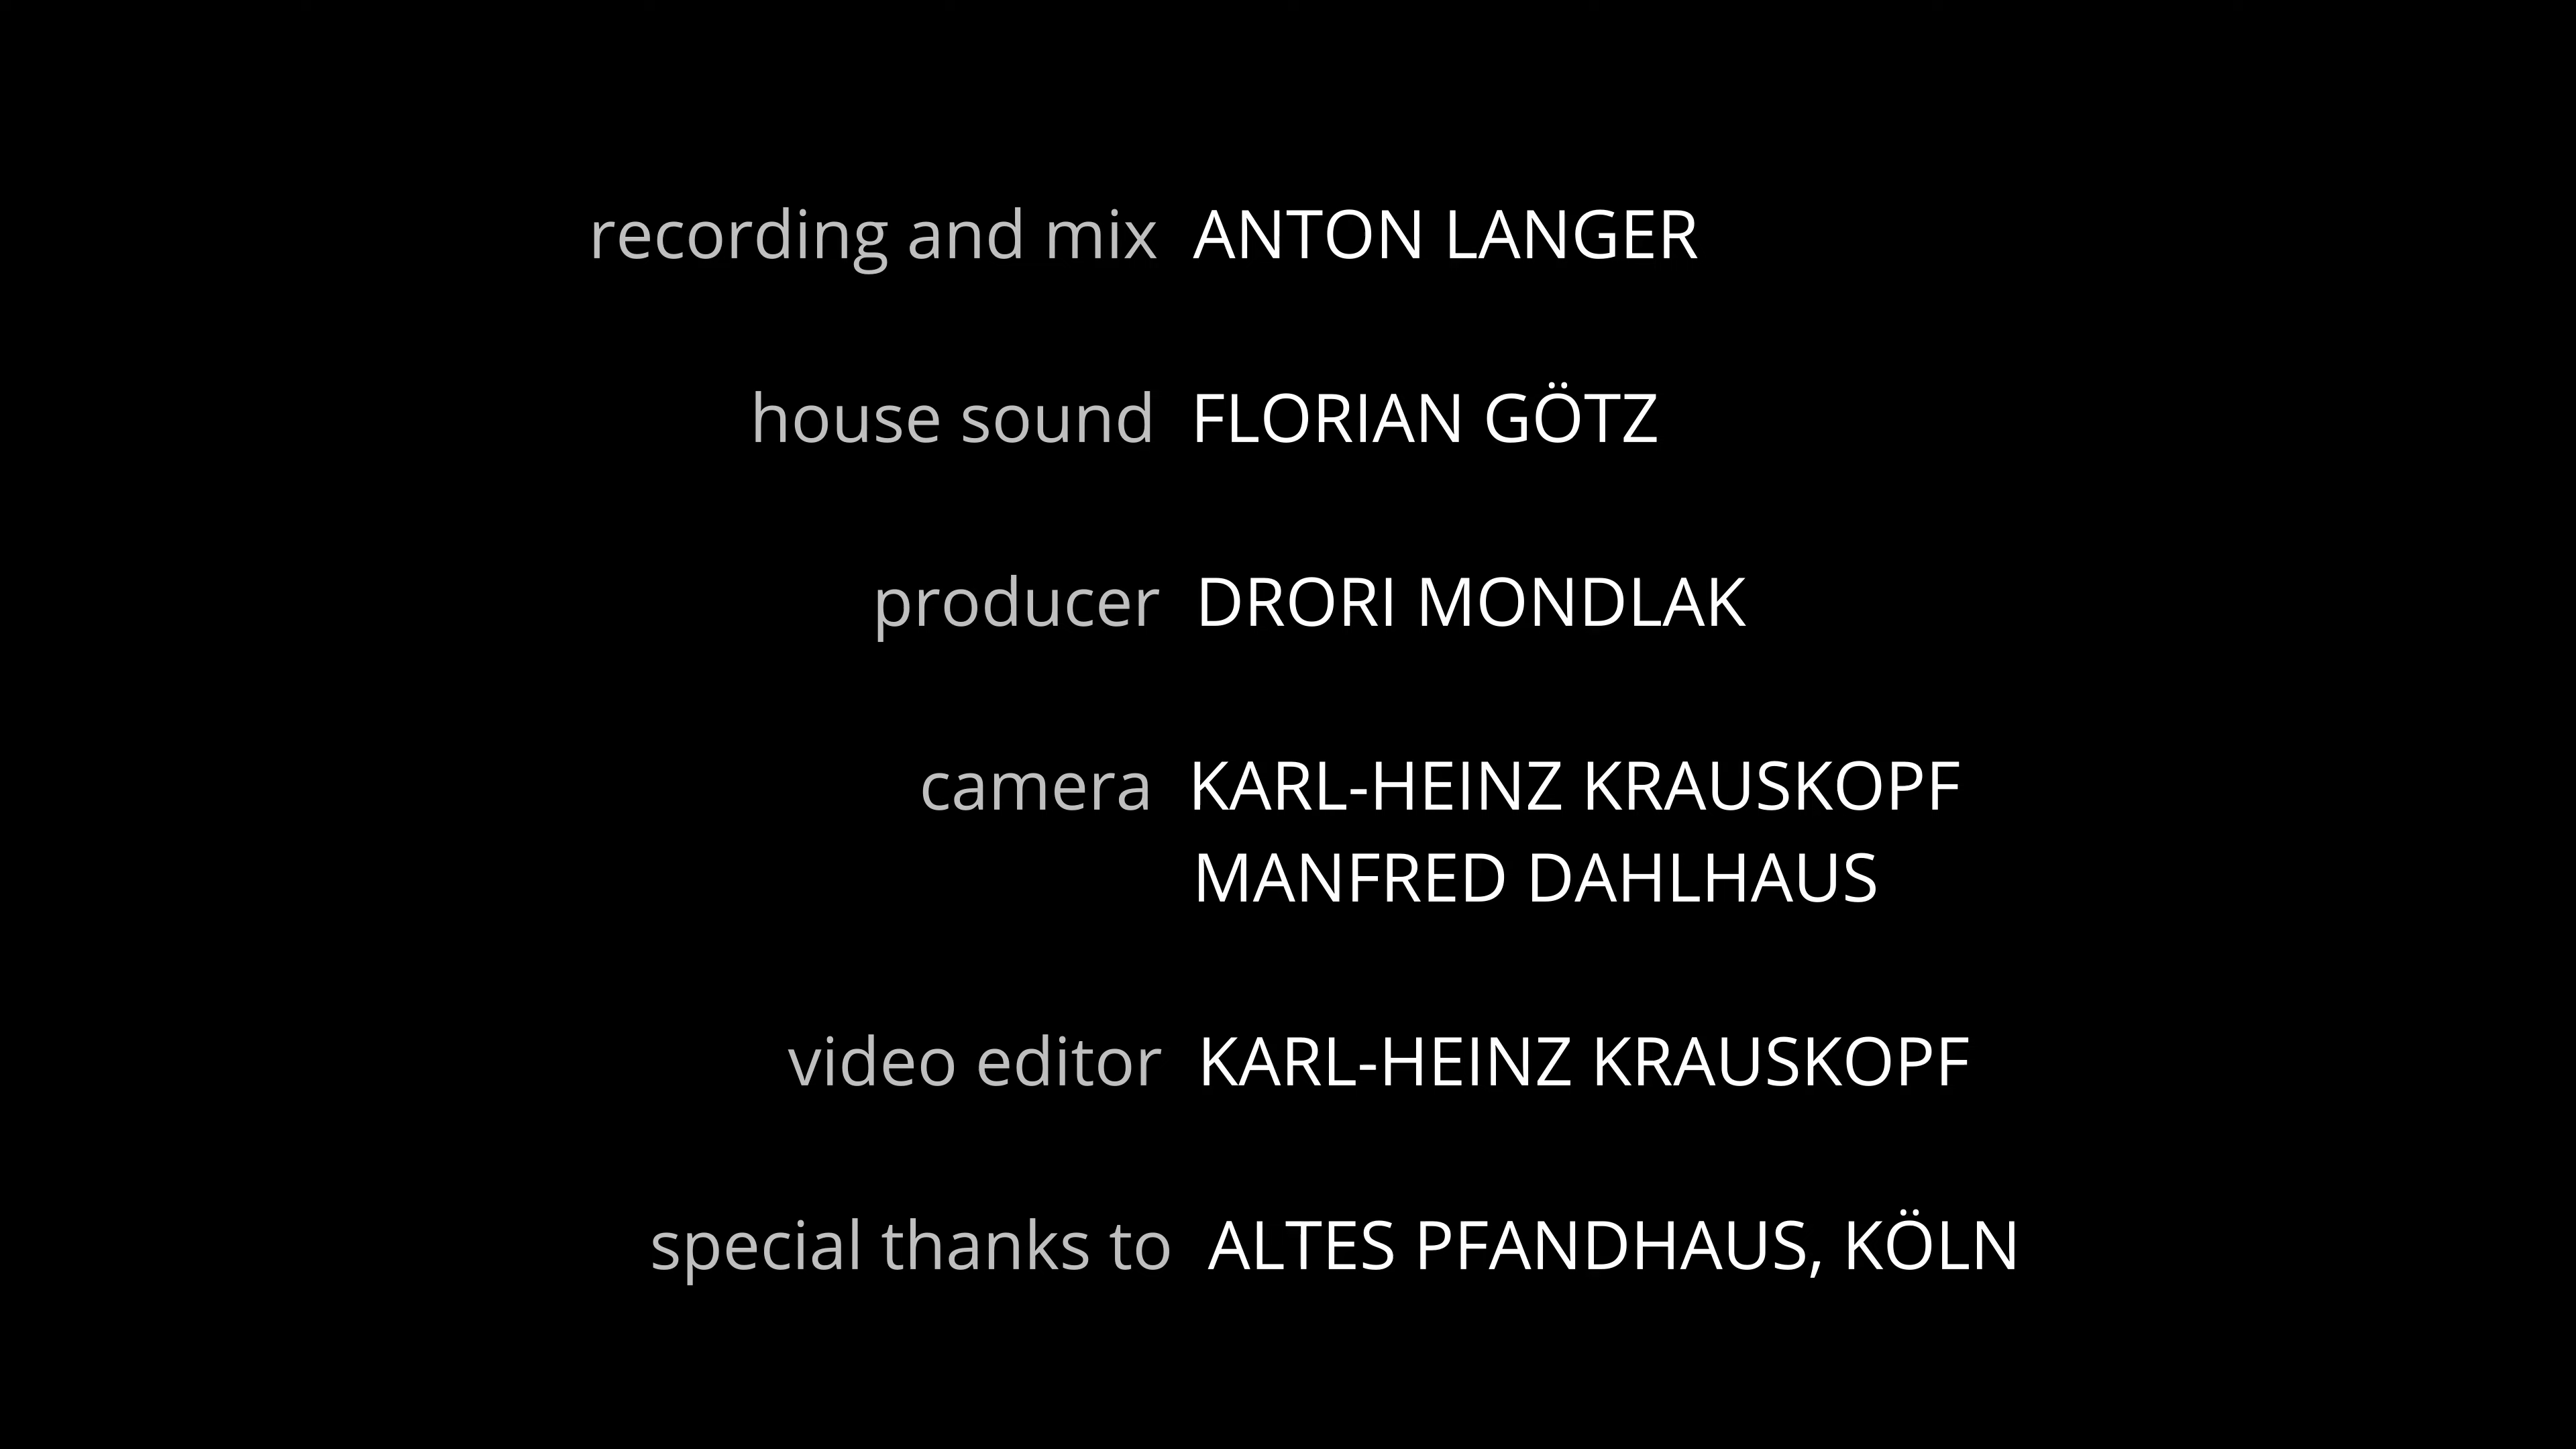 recording and mix ANTON LANGER
house sound FLORIAN GÖTZ
producer DRORI MONDLAK
camera KARL-HEINZ KRAUSKOPF
MANFRED DAHLHAUS
video editor KARL-HEINZ KRAUSKOPF
special thanks to ALTES PFANDHAUS, KÖLN